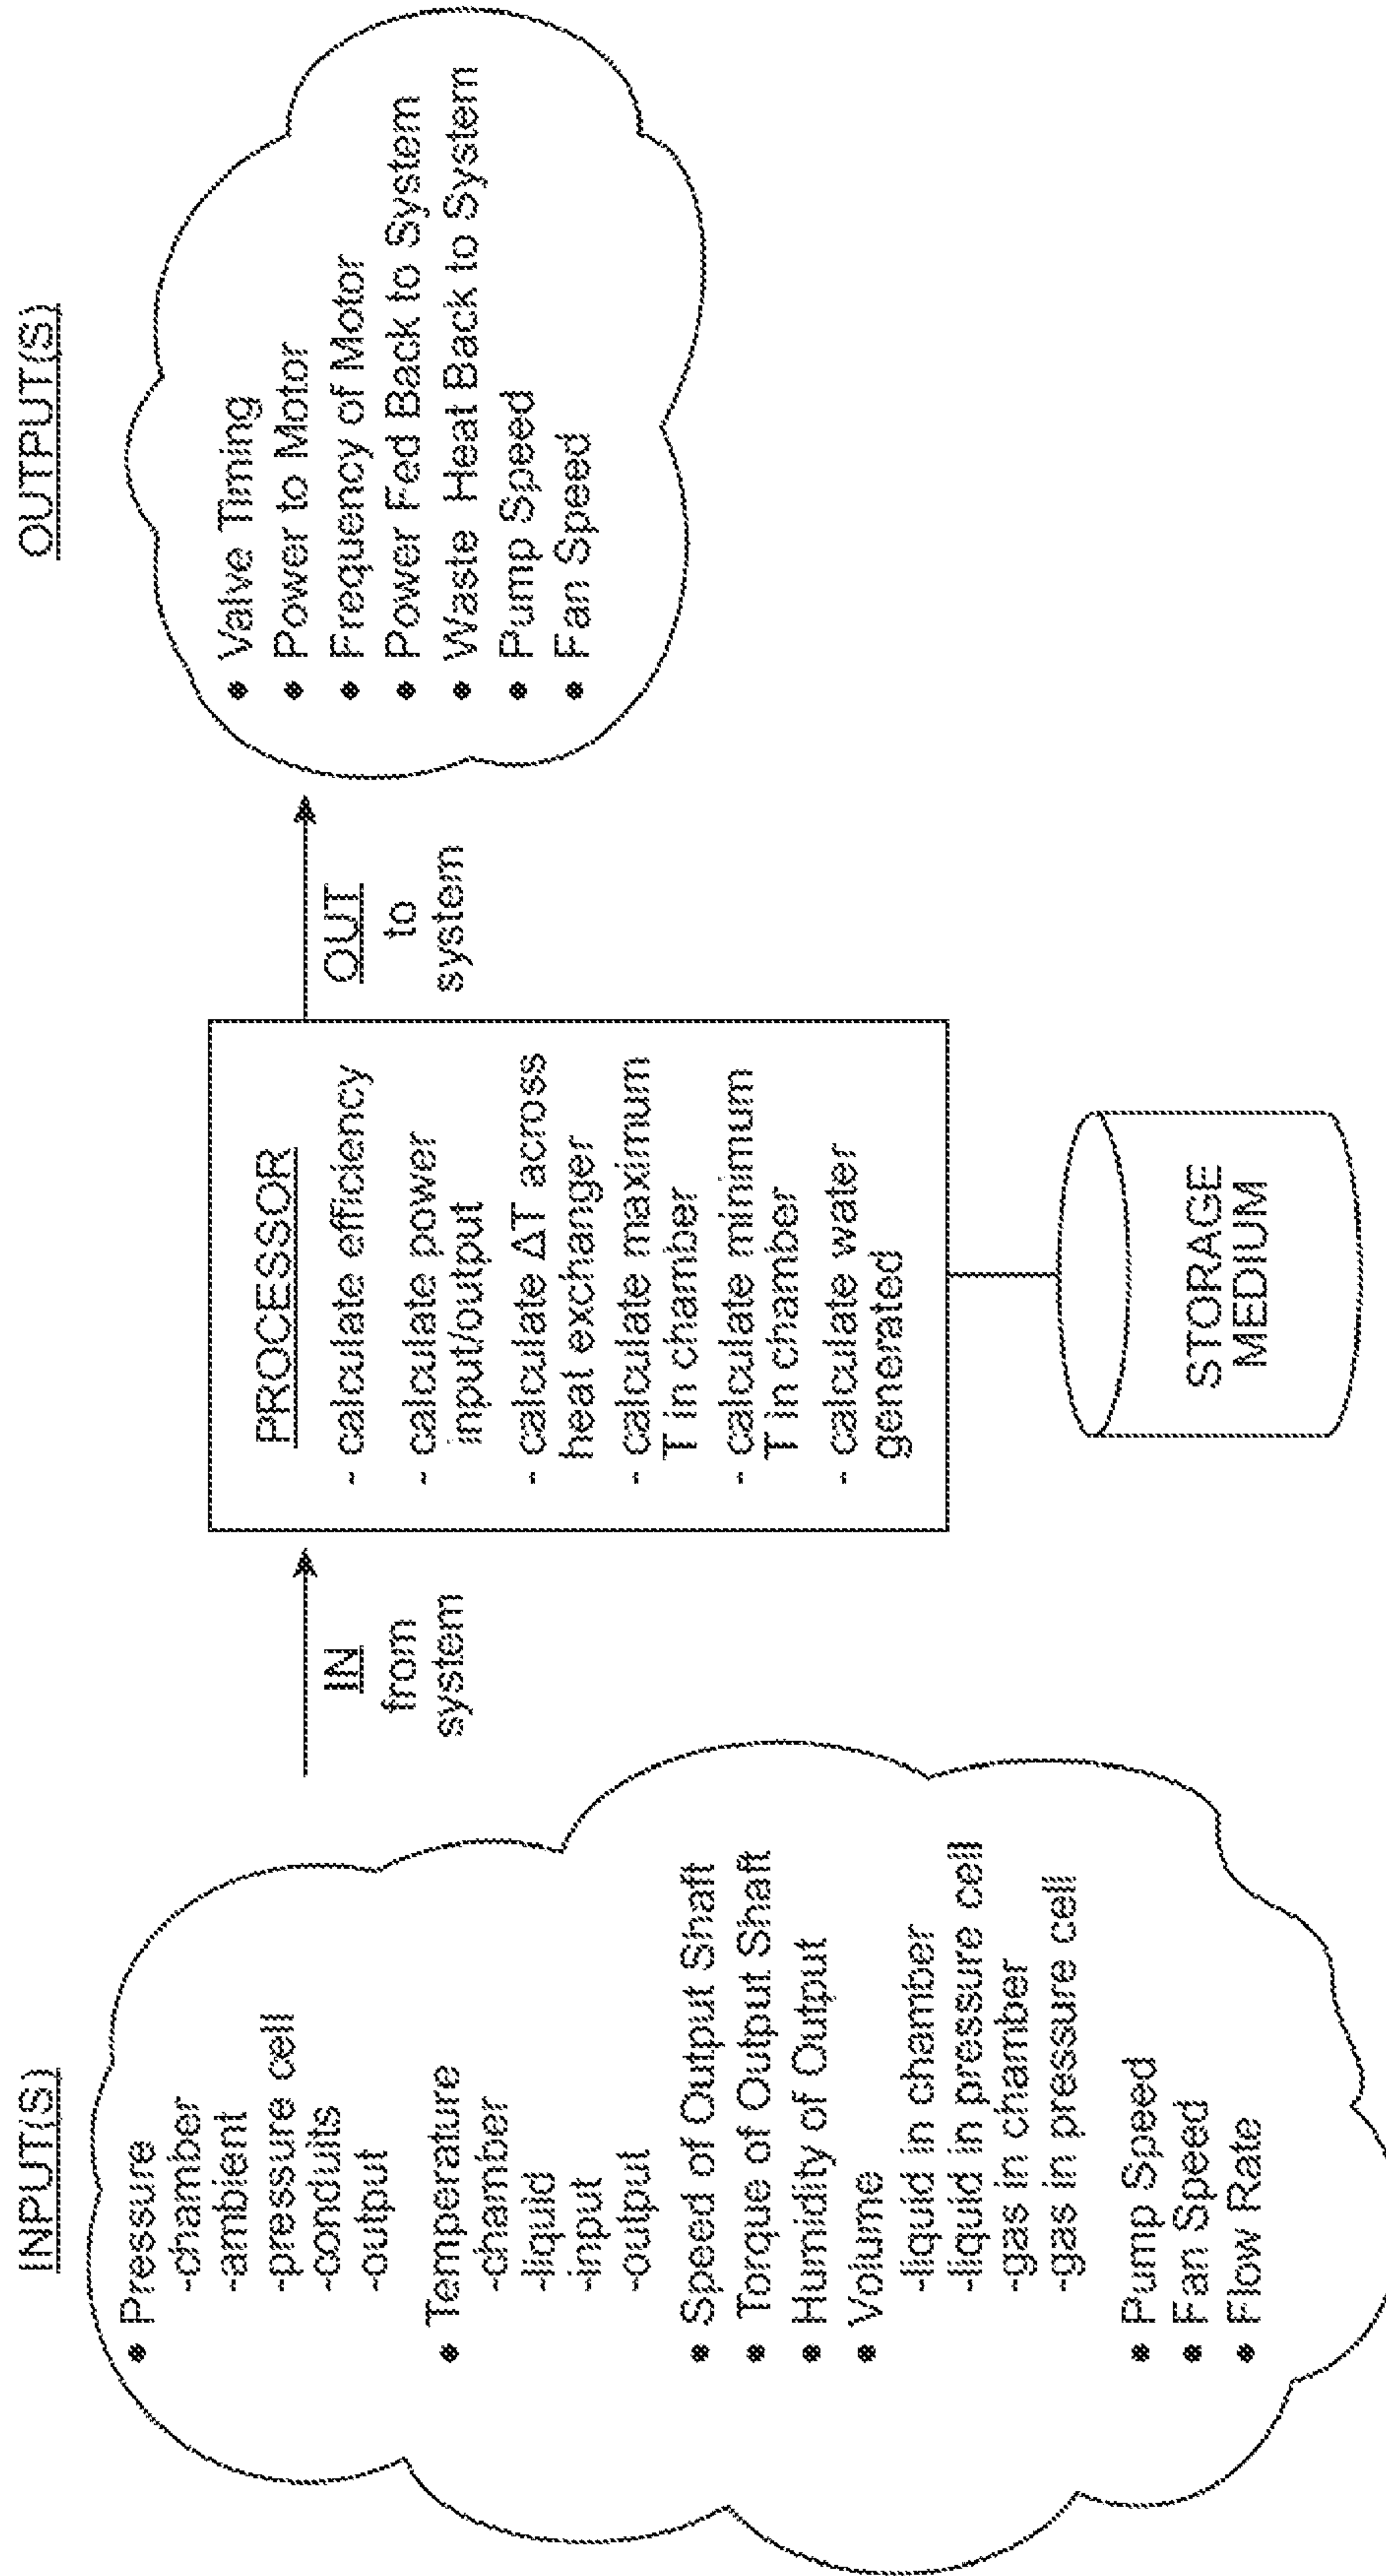 INPUT(S)
● Pressure
-chamber
-ambient
-pressure cell
-conduits
-output
● Temperature
-chamber
-liquid
-input
-output
● Speed of Output Shaft
● Torque of Output Shaft
● Humidity of Output
● Volume
-liquid in chamber
-liquid in pressure cell
-gas in chamber
-gas in pressure cell
● Pump Speed
● Fan Speed
● Flow Rate
IN
from
system
PROCESSOR
- calculate efficiency
- calculate power
input/output
- calculate ΔT across
heat exchanger
- calculate maximum
T in chamber
- calculate minimum
T in chamber
- calculate water
generated
STORAGE
MEDIUM
OUT
to
system
OUTPUT(S)
● Valve Timing
● Power to Motor
● Frequency of Motor
● Power Fed Back to System
● Waste Heat Back to System
● Pump Speed
● Fan Speed